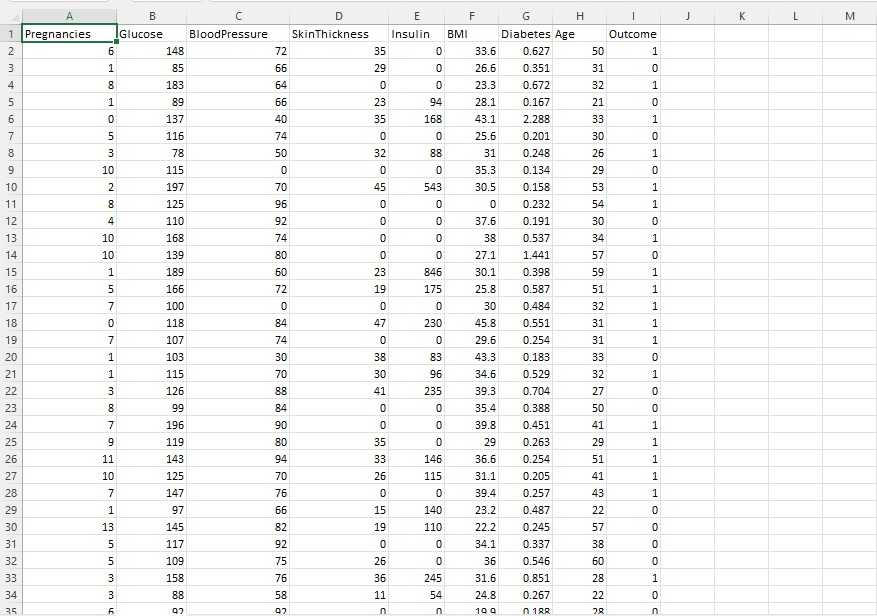 A B C D E F G H I J K L M
1 Pregnancies Glucose BloodPressure SkinThickness Insulin BMI Diabetes Age Outcome
2 6 148 72 35 0 33.6 0.627 50 1
3 1 85 66 29 0 26.6 0.351 31 0
4 8 183 64 0 0 23.3 0.672 32 1
5 1 89 66 23 94 28.1 0.167 21 0
6 0 137 40 35 168 43.1 2.288 33 1
7 5 116 74 0 0 25.6 0.201 30 0
8 3 78 50 32 88 31 0.248 26 1
9 10 115 0 0 0 35.3 0.134 29 0
10 2 197 70 45 543 30.5 0.158 53 1
11 8 125 96 0 0 0 0.232 54 1
12 4 110 92 0 0 37.6 0.191 30 0
13 10 168 74 0 0 38 0.537 34 1
14 10 139 80 0 0 27.1 1.441 57 0
15 1 189 60 23 846 30.1 0.398 59 1
16 5 166 72 19 175 25.8 0.587 51 1
17 7 100 0 0 0 30 0.484 32 1
18 0 118 84 47 230 45.8 0.551 31 1
19 7 107 74 0 0 29.6 0.254 31 1
20 1 103 30 38 83 43.3 0.183 33 0
21 1 115 70 30 96 34.6 0.529 32 1
22 3 126 88 41 235 39.3 0.704 27 0
23 8 99 84 0 0 35.4 0.388 50 0
24 7 196 90 0 0 39.8 0.451 41 1
25 9 119 80 35 0 29 0.263 29 1
26 11 143 94 33 146 36.6 0.254 51 1
27 10 125 70 26 115 31.1 0.205 41 1
28 7 147 76 0 0 39.4 0.257 43 1
29 1 97 66 15 140 23.2 0.487 22 0
30 13 145 82 19 110 22.2 0.245 57 0
31 5 117 92 0 0 34.1 0.337 38 0
32 5 109 75 26 0 36 0.546 60 0
33 3 158 76 36 245 31.6 0.851 28 1
34 3 88 58 11 54 24.8 0.267 22 0
35 6 92 92 0 0 19.9 0.188 28 0